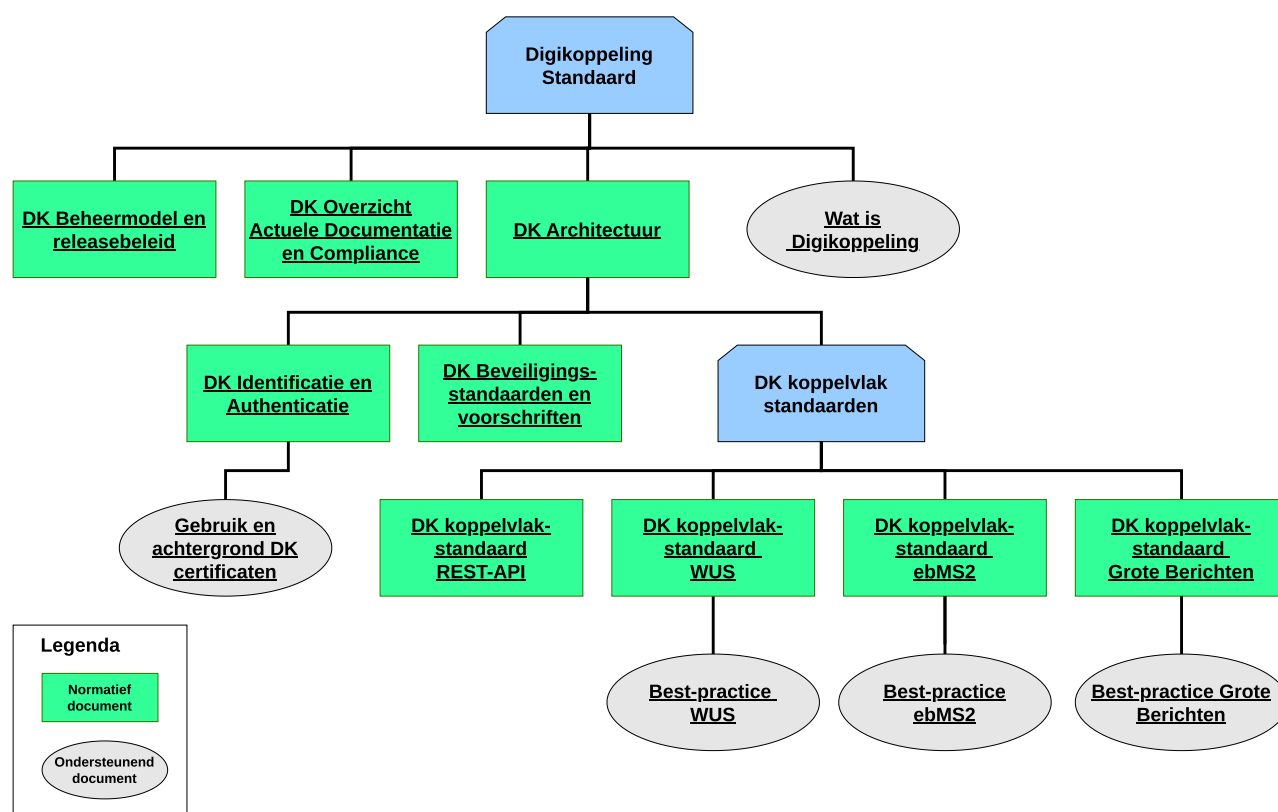 Digikoppeling
Standaard
DK Beheermodel en
releasebeleid
DK Overzicht
Actuele Documentatie
en Compliance
DK Architectuur
Wat is
Digikoppeling
DK Identificatie en
Authenticatie
DK Beveiligings-
standaarden en
voorschriften
DK koppelvlak
standaarden
Gebruik en
achtergrond DK
certificaten
DK koppelvlak-
standaard
REST-API
DK koppelvlak-
standaard
WUS
DK koppelvlak-
standaard
ebMS2
DK koppelvlak-
standaard
Grote Berichten
Best-practice
WUS
Best-practice
ebMS2
Best-practice Grote
Berichten
Legenda
Normatief
document
Ondersteunend
document